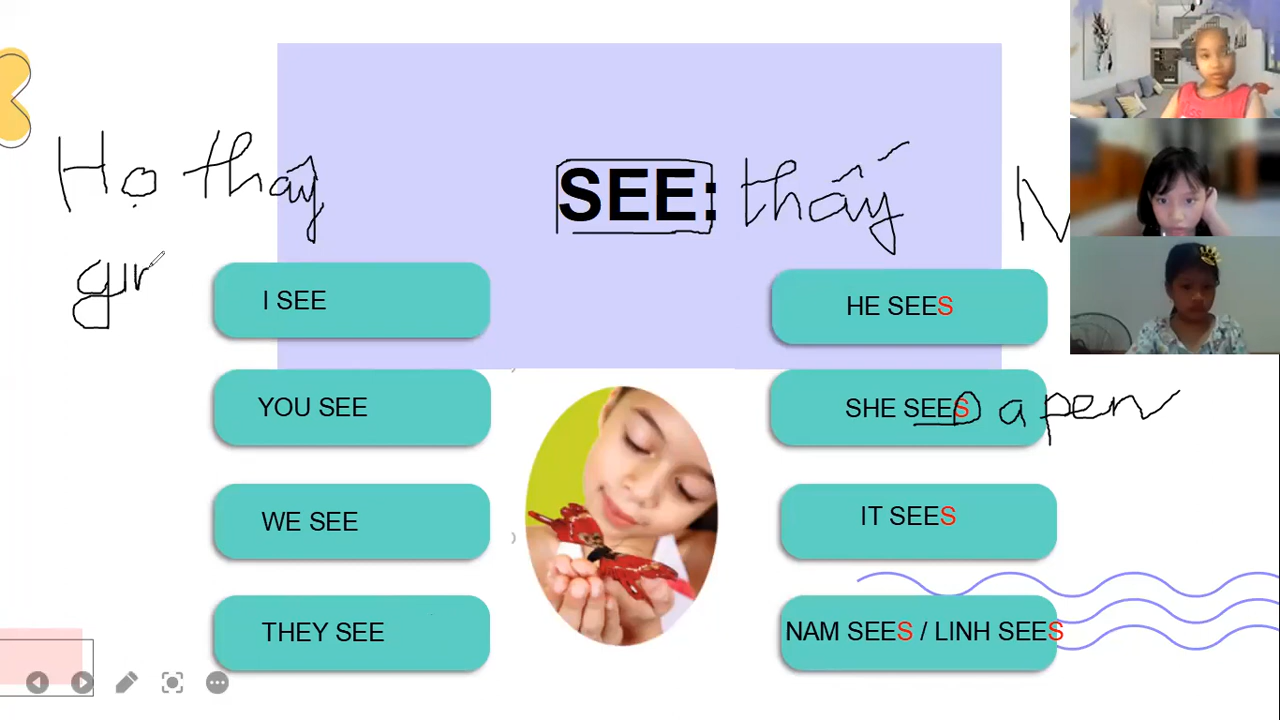 Họ thấy
SEE: thấy
I SEE
HE SEES
YOU SEE
SHE SEES a pen
WE SEE
IT SEES
THEY SEE
NAM SEES / LINH SEES